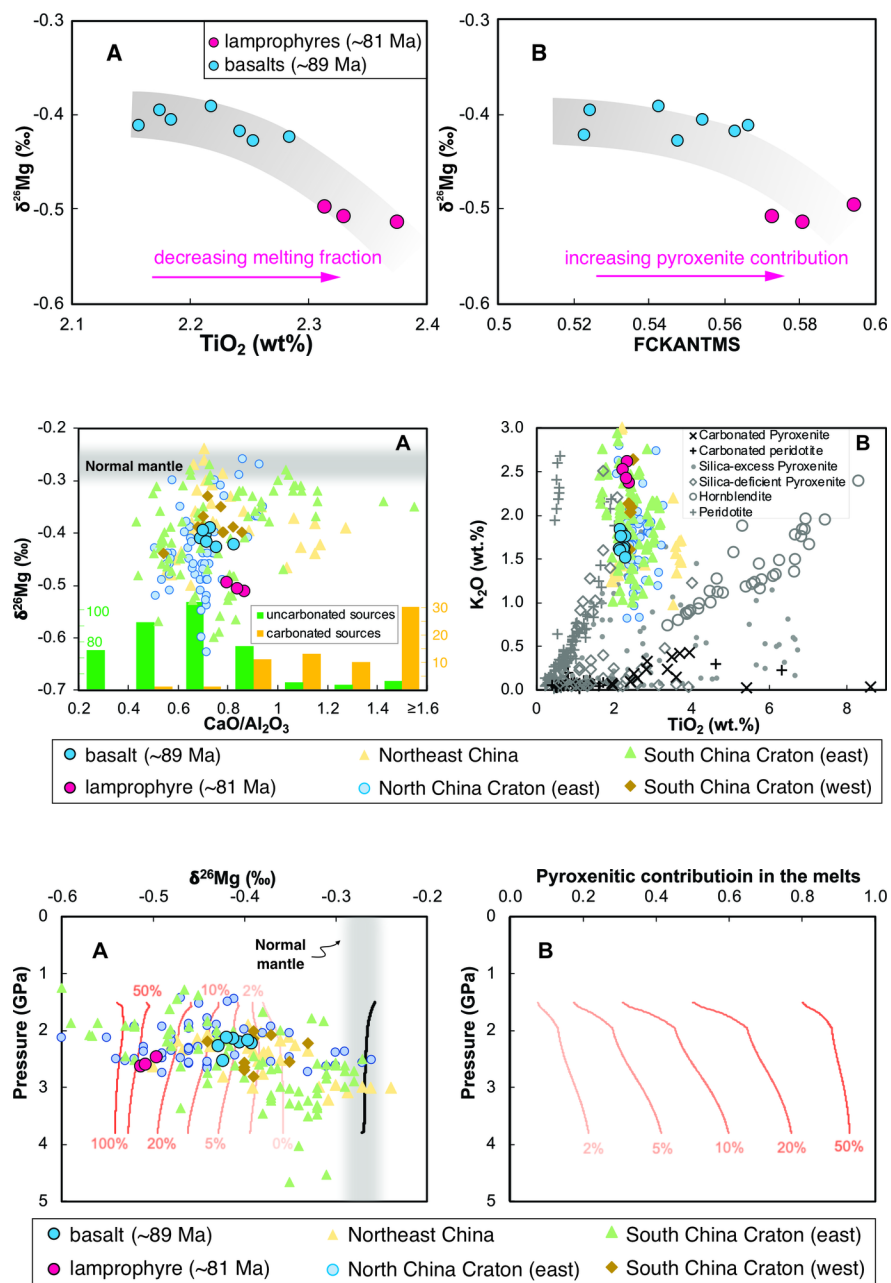 A
lamprophyres (~81 Ma)
basalts (~89 Ma)
-0.3
-0.4
-0.5
-0.6
δ²⁶Mg (‰)
decreasing melting fraction
2.1
2.2
2.3
2.4
TiO₂ (wt%)
B
-0.3
-0.4
-0.5
-0.6
δ²⁶Mg (‰)
increasing pyroxenite contribution
0.5
0.52
0.54
0.56
0.58
0.6
FCKANTMS
A
-0.2
-0.3
-0.4
-0.5
-0.6
-0.7
δ²⁶Mg (‰)
Normal mantle
100
80
uncarbonated sources
carbonated sources
30
20
10
0.2
0.4
0.6
0.8
1.0
1.2
1.4
≥1.6
CaO/Al₂O₃
B
3.0
2.5
2.0
1.5
1.0
0.5
0.0
K₂O (wt.%)
Carbonated Pyroxenite
Carbonated peridotite
Silica-excess Pyroxenite
Silica-deficient Pyroxenite
Hornblendite
Peridotite
0
2
4
6
8
TiO₂ (wt.%)
basalt (~89 Ma)
Northeast China
South China Craton (east)
lamprophyre (~81 Ma)
North China Craton (east)
South China Craton (west)
δ²⁶Mg (‰)
-0.6
-0.5
-0.4
-0.3
-0.2
A
Normal
mantle
50%
10%
2%
0
1
2
3
4
5
Pressure (GPa)
100%
20%
5%
0%
Pyroxenitic contributioin in the melts
0.0
0.2
0.4
0.6
0.8
1.0
B
0
1
2
3
4
5
Pressure (GPa)
2%
5%
10%
20%
50%
basalt (~89 Ma)
Northeast China
South China Craton (east)
lamprophyre (~81 Ma)
North China Craton (east)
South China Craton (west)